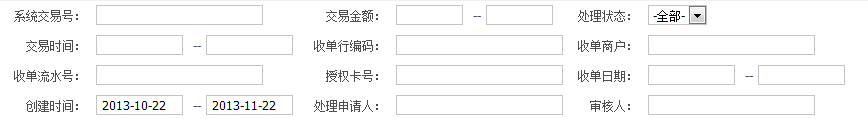 系统交易号： 交易金额： -- 处理状态： -全部-
交易时间： -- 收单行编码： 收单商户：
收单流水号： 授权卡号： 收单日期： --
创建时间： 2013-10-22 -- 2013-11-22 处理申请人： 审核人：